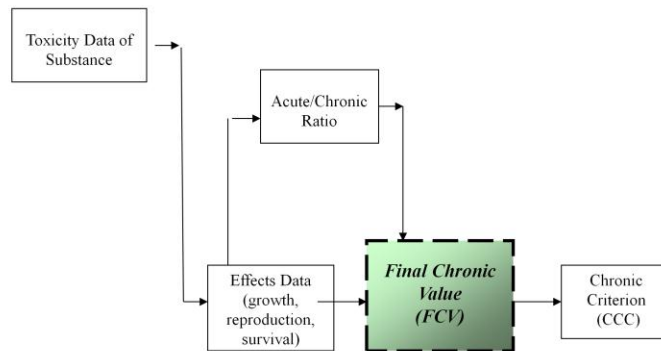 Toxicity Data of
Substance
Acute/Chronic
Ratio
Effects Data
(growth,
reproduction,
survival)
Final Chronic
Value
(FCV)
Chronic
Criterion
(CCC)